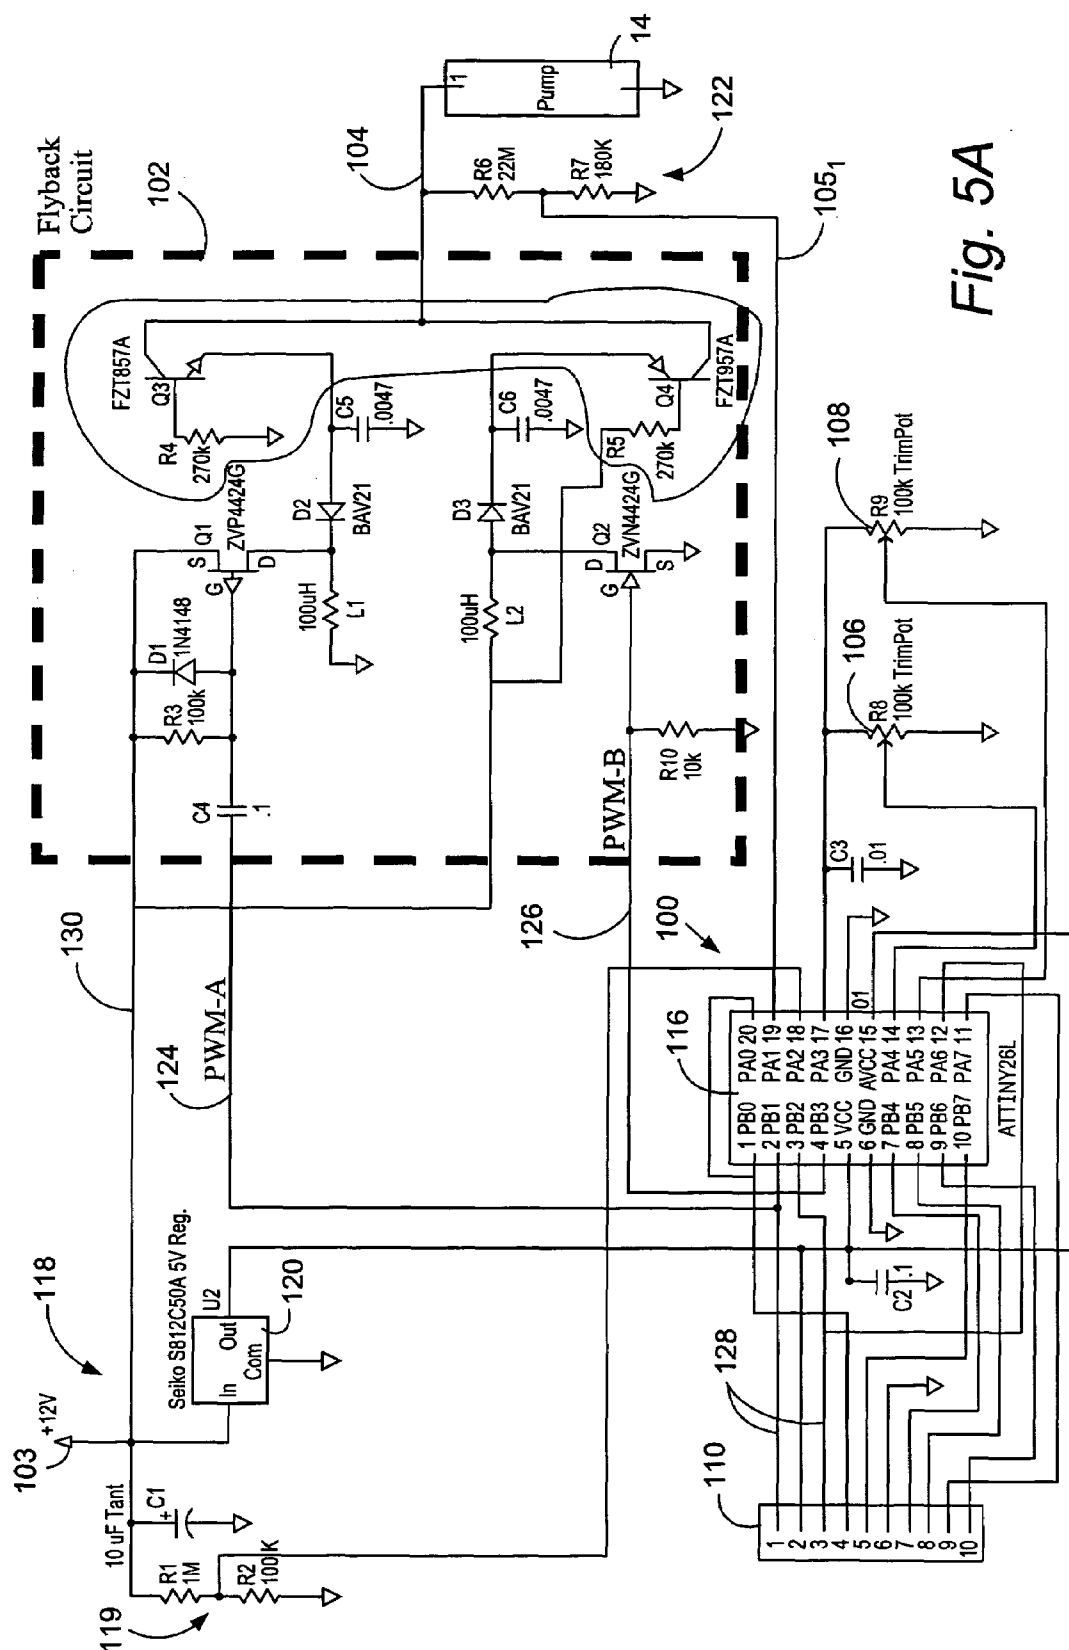 Fig. 5A
118
103
+12V
130
Flyback
Circuit
102
104
14
1
Pump
R6
22M
R7
180K
122
105₁
10 uF Tant
+
C1
R1
1M
R2
100K
119
Seiko S812C50A 5V Reg.
In
Out
Com
U2
120
124
PWM-A
C4
.1
R3
100k
D1
1N4148
S
Q1
G
D
ZVP4424G
100uH
L1
D2
BAV21
C5
.0047
R4
270k
Q3
FZT857A
100uH
L2
D3
BAV21
C6
.0047
R5
270k
Q4
FZT957A
D
Q2
G
ZVN4424G
S
PWM-B
R10
10k
126
100
116
1 PB0 PA0 20
2 PB1 PA1 19
3 PB2 PA2 18
4 PB3 PA3 17
5 VCC GND 16
6 GND AVCC 15
7 PB4 PA4 14
8 PB5 PA5 13
9 PB6 PA6 12
10 PB7 PA7 11
01
ATTINY26L
C2
.1
C3
.01
106
R8
100k TrimPot
108
R9
100k TrimPot
128
110
1
2
3
4
5
6
7
8
9
10